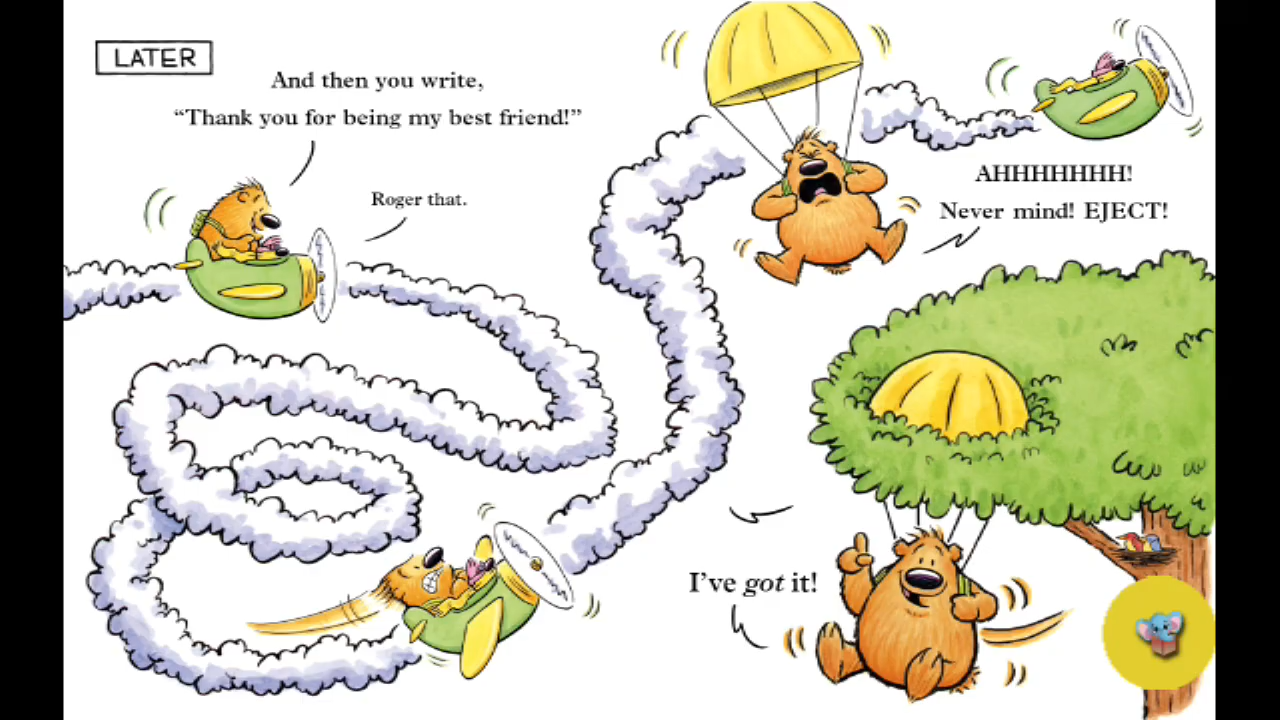 LATER
And then you write,
“Thank you for being my best friend!”
Roger that.
AHHHHHHH!
Never mind! EJECT!
I’ve got it!